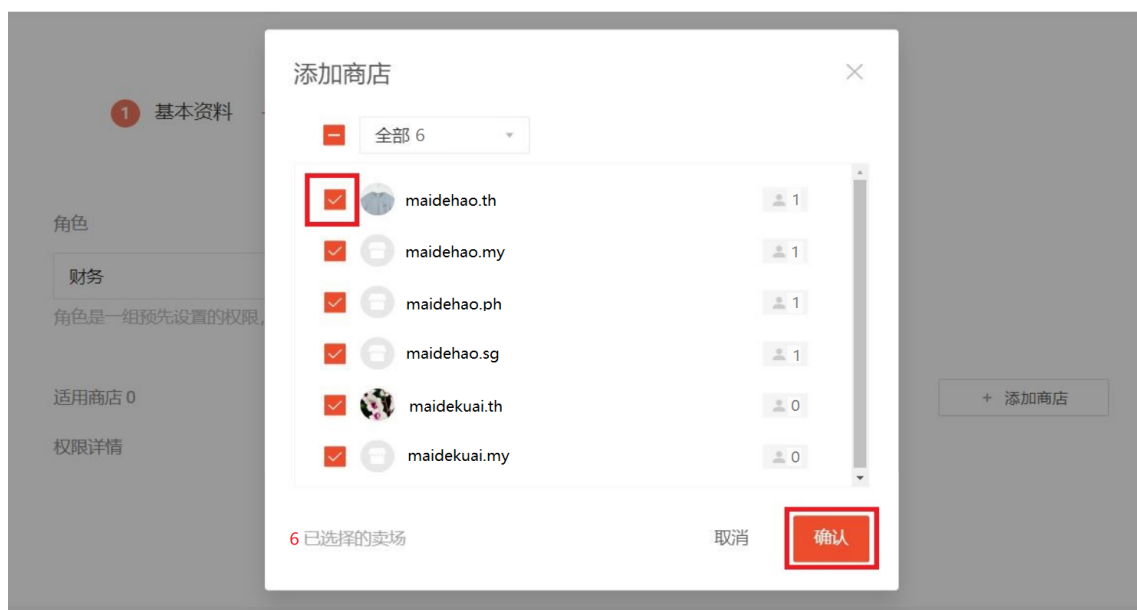 添加商店
1 基本资料
全部 6
maidehao.th 1
角色
maidehao.my 1
财务
maidehao.ph 1
角色是一组预先设置的权限,
maidehao.sg 1
适用商店 0
maidekuai.th 0
+ 添加商店
权限详情
maidekuai.my 0
6 已选择的卖场
取消
确认